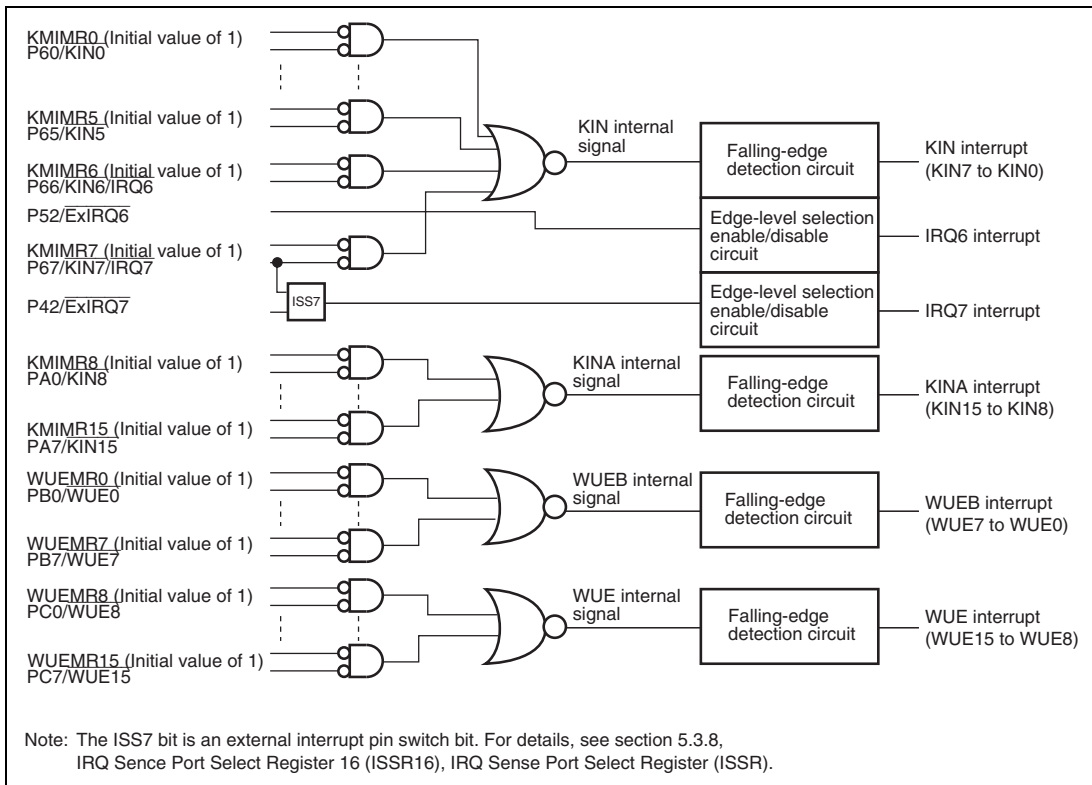 KMIMR0 (Initial value of 1)
P60/KIN0
KMIMR5 (Initial value of 1)
P65/KIN5
KMIMR6 (Initial value of 1)
P66/KIN6/IRQ6
P52/ExIRQ6
KMIMR7 (Initial value of 1)
P67/KIN7/IRQ7
P42/ExIRQ7
ISS7
KIN internal
signal
Falling-edge
detection circuit
KIN interrupt
(KIN7 to KIN0)
Edge-level selection
enable/disable
circuit
IRQ6 interrupt
Edge-level selection
enable/disable
circuit
IRQ7 interrupt
KMIMR8 (Initial value of 1)
PA0/KIN8
KMIMR15 (Initial value of 1)
PA7/KIN15
KINA internal
signal
Falling-edge
detection circuit
KINA interrupt
(KIN15 to KIN8)
WUEMR0 (Initial value of 1)
PB0/WUE0
WUEMR7 (Initial value of 1)
PB7/WUE7
WUEB internal
signal
Falling-edge
detection circuit
WUEB interrupt
(WUE7 to WUE0)
WUEMR8 (Initial value of 1)
PC0/WUE8
WUEMR15 (Initial value of 1)
PC7/WUE15
WUE internal
signal
Falling-edge
detection circuit
WUE interrupt
(WUE15 to WUE8)
Note: The ISS7 bit is an external interrupt pin switch bit. For details, see section 5.3.8,
IRQ Sence Port Select Register 16 (ISSR16), IRQ Sense Port Select Register (ISSR).